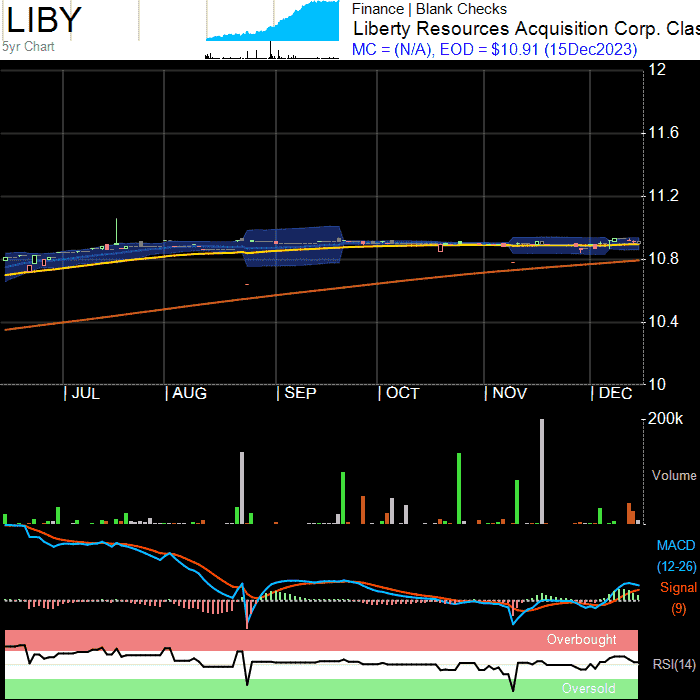 LIBY
5yr Chart
Finance | Blank Checks
Liberty Resources Acquisition Corp. Clas
MC = (N/A), EOD = $10.91 (15Dec2023)
12
11.6
11.2
10.8
10.4
10
| JUL | AUG | SEP | OCT | NOV | DEC
200k
Volume
MACD
(12-26)
Signal
(9)
Overbought
RSI(14)
Oversold